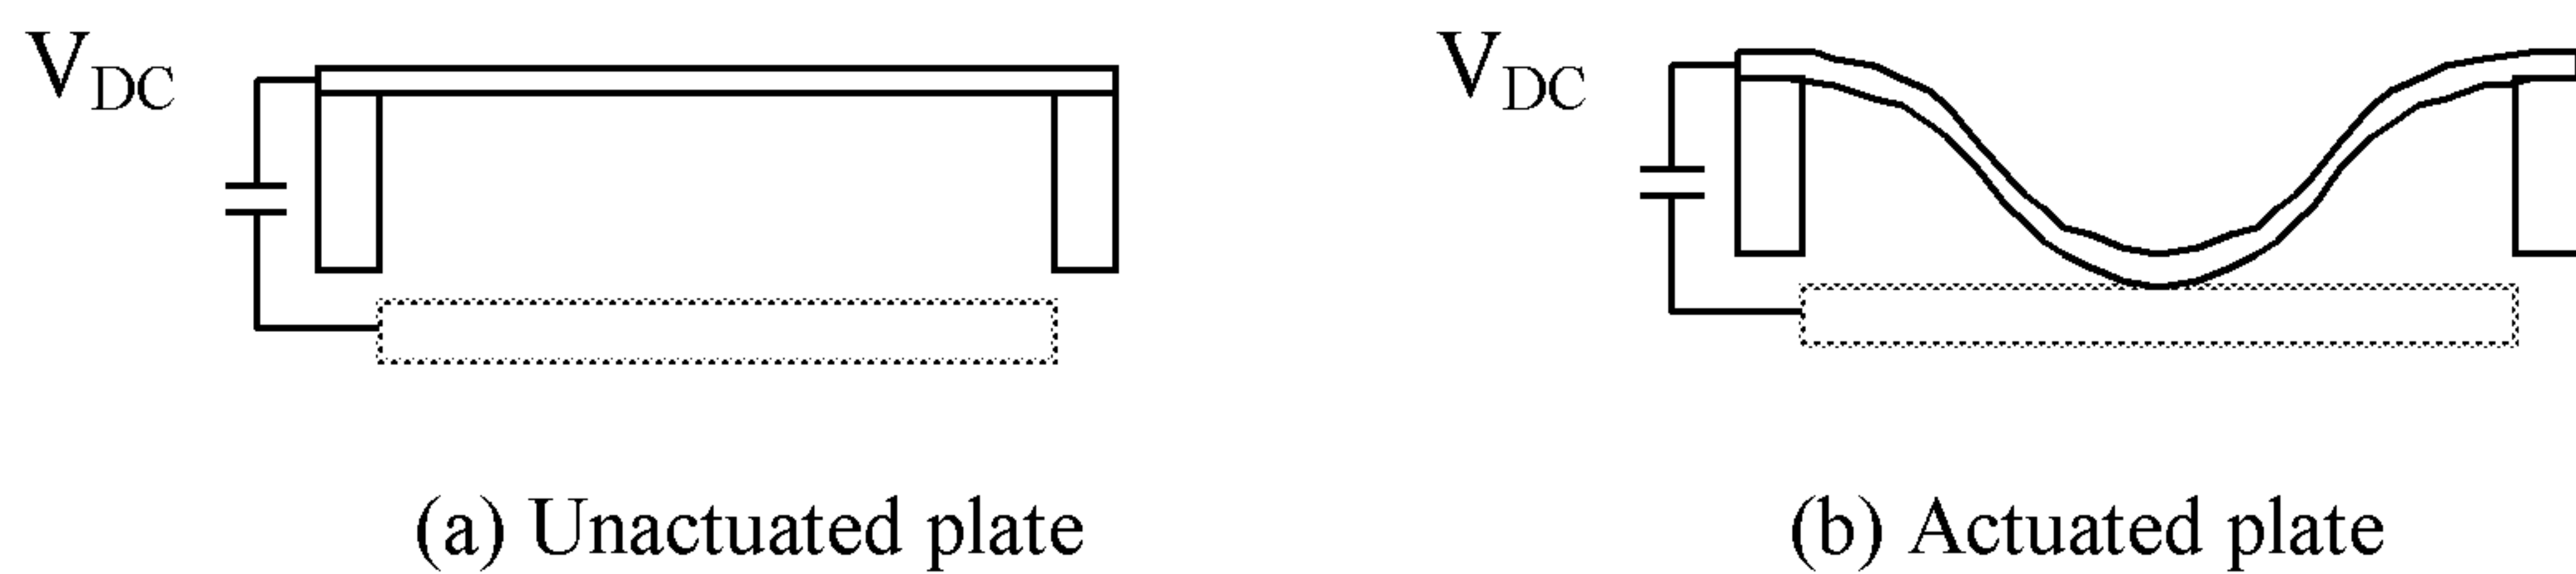 V_DC
V_DC
(a) Unactuated plate
(b) Actuated plate